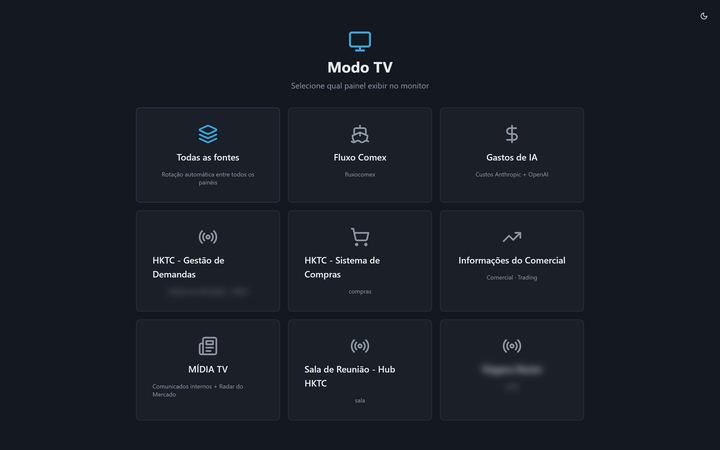 Modo TV
Selecione qual painel exibir no monitor
Todas as fontes
Rotação automática entre todos os
painéis
Fluxo Comex
fluxocomex
Gastos de IA
Custos Anthropic + OpenAI
HKTC - Gestão de
Demandas
HKTC - Sistema de
Compras
compras
Informações do Comercial
Comercial · Trading
MÍDIA TV
Comunicados internos + Radar do
Mercado
Sala de Reunião - Hub
HKTC
sala